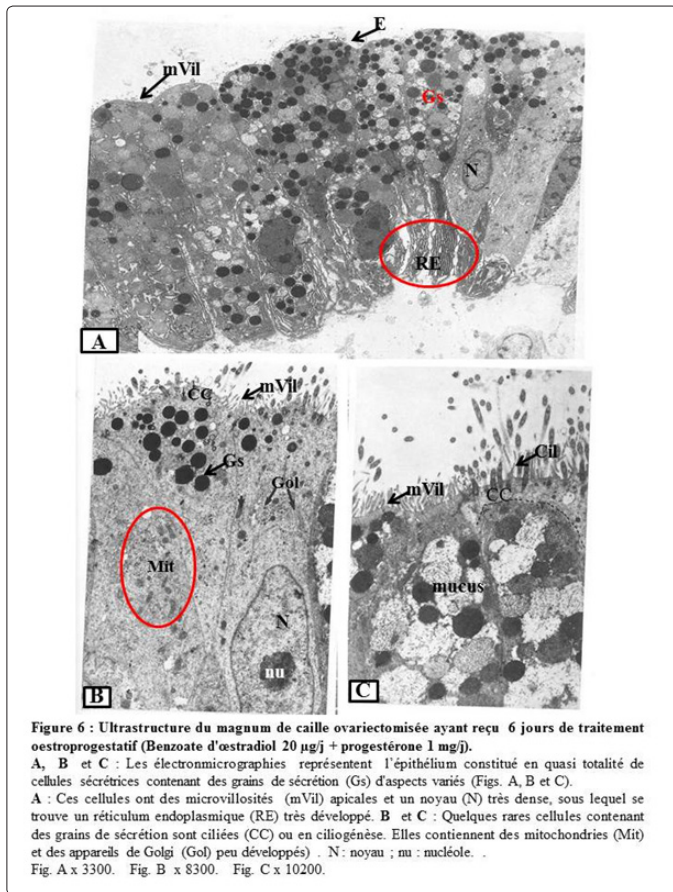 E
mVil
Gs
N
RE
A
CC
mVil
Gs
Gol
Mit
N
nu
B
Cil
mVil
CC
mucus
C
Figure 6 : Ultrastructure du magnum de caille ovariectomisée ayant reçu 6 jours de traitement
oestroprogestatif (Benzoate d'œstradiol 20 µg/j + progestérone 1 mg/j).
A, B et C : Les électronmicrographies représentent l'épithélium constitué en quasi totalité de
cellules sécrétrices contenant des grains de sécrétion (Gs) d'aspects variés (Figs. A, B et C).
A : Ces cellules ont des microvillosités (mVil) apicales et un noyau (N) très dense, sous lequel se
trouve un réticulum endoplasmique (RE) très développé. B et C : Quelques rares cellules contenant
des grains de sécrétion sont ciliées (CC) ou en ciliogénèse. Elles contiennent des mitochondries (Mit)
et des appareils de Golgi (Gol) peu développés) . N : noyau ; nu : nucléole. .
Fig. A x 3300. Fig. B x 8300. Fig. C x 10200.